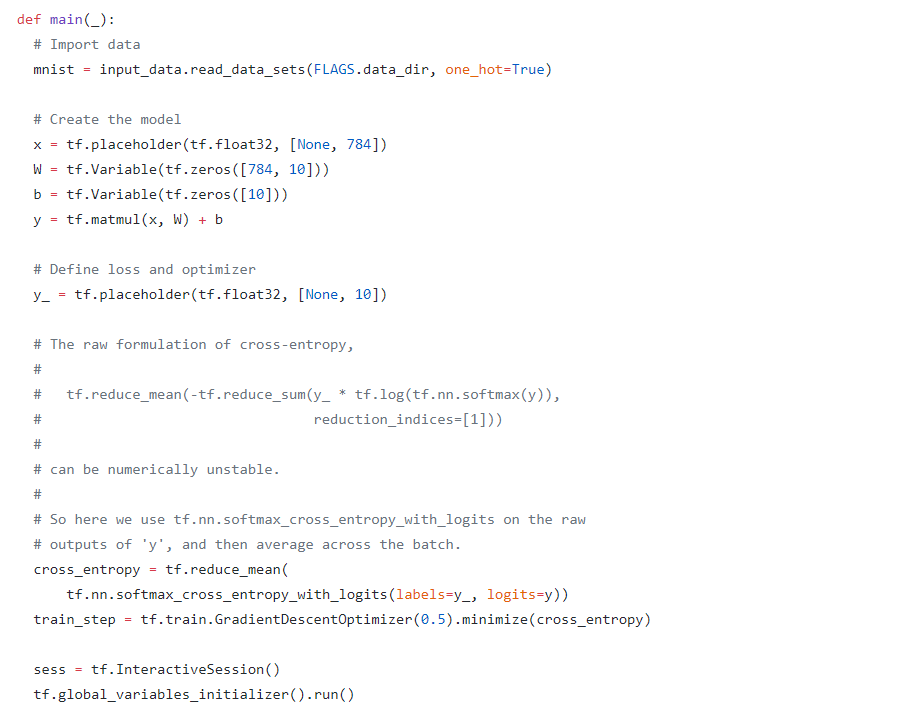 def main(_):
  # Import data
  mnist = input_data.read_data_sets(FLAGS.data_dir, one_hot=True)

  # Create the model
  x = tf.placeholder(tf.float32, [None, 784])
  W = tf.Variable(tf.zeros([784, 10]))
  b = tf.Variable(tf.zeros([10]))
  y = tf.matmul(x, W) + b

  # Define loss and optimizer
  y_ = tf.placeholder(tf.float32, [None, 10])

  # The raw formulation of cross-entropy,
  #
  #   tf.reduce_mean(-tf.reduce_sum(y_ * tf.log(tf.nn.softmax(y)),
  #                                 reduction_indices=[1]))
  #
  # can be numerically unstable.
  #
  # So here we use tf.nn.softmax_cross_entropy_with_logits on the raw
  # outputs of 'y', and then average across the batch.
  cross_entropy = tf.reduce_mean(
      tf.nn.softmax_cross_entropy_with_logits(labels=y_, logits=y))
  train_step = tf.train.GradientDescentOptimizer(0.5).minimize(cross_entropy)

  sess = tf.InteractiveSession()
  tf.global_variables_initializer().run()